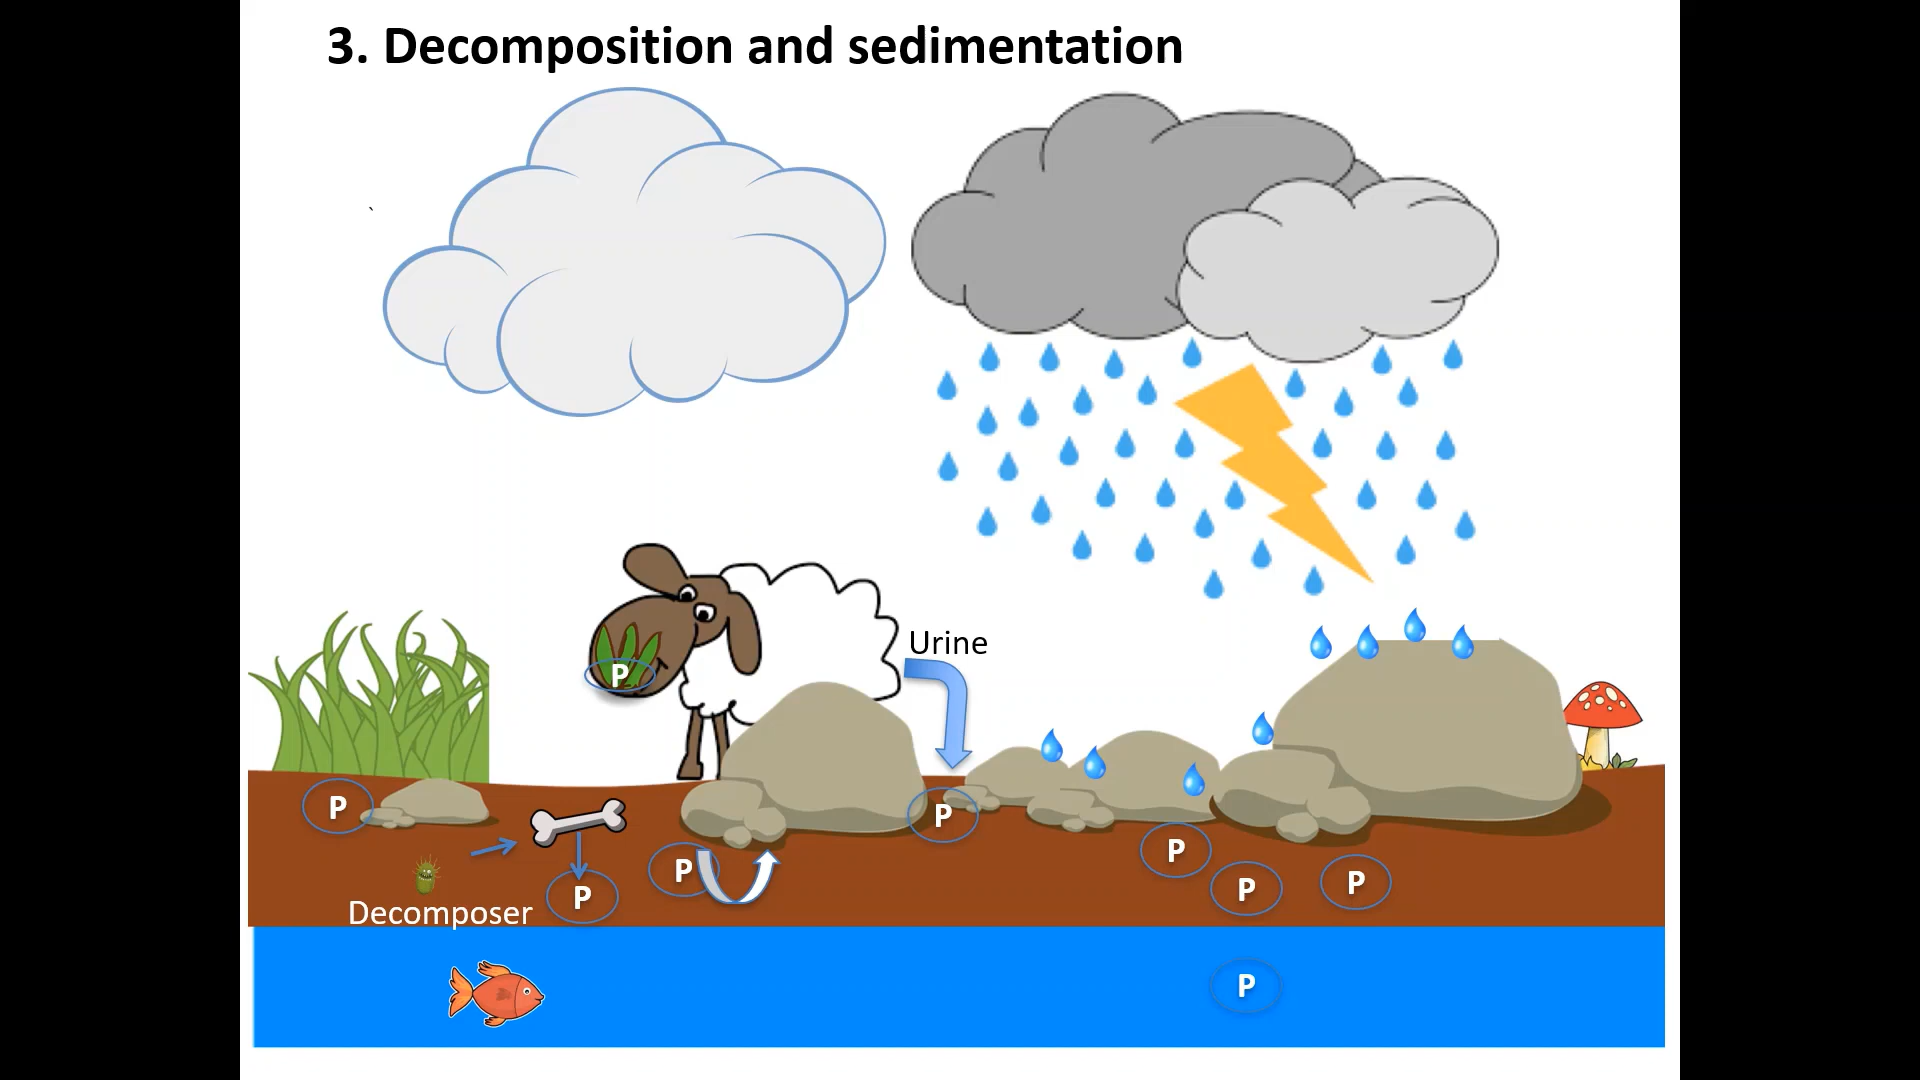 3. Decomposition and sedimentation
`
Urine
P
P
P
Decomposer
P
P
P
P
P
P